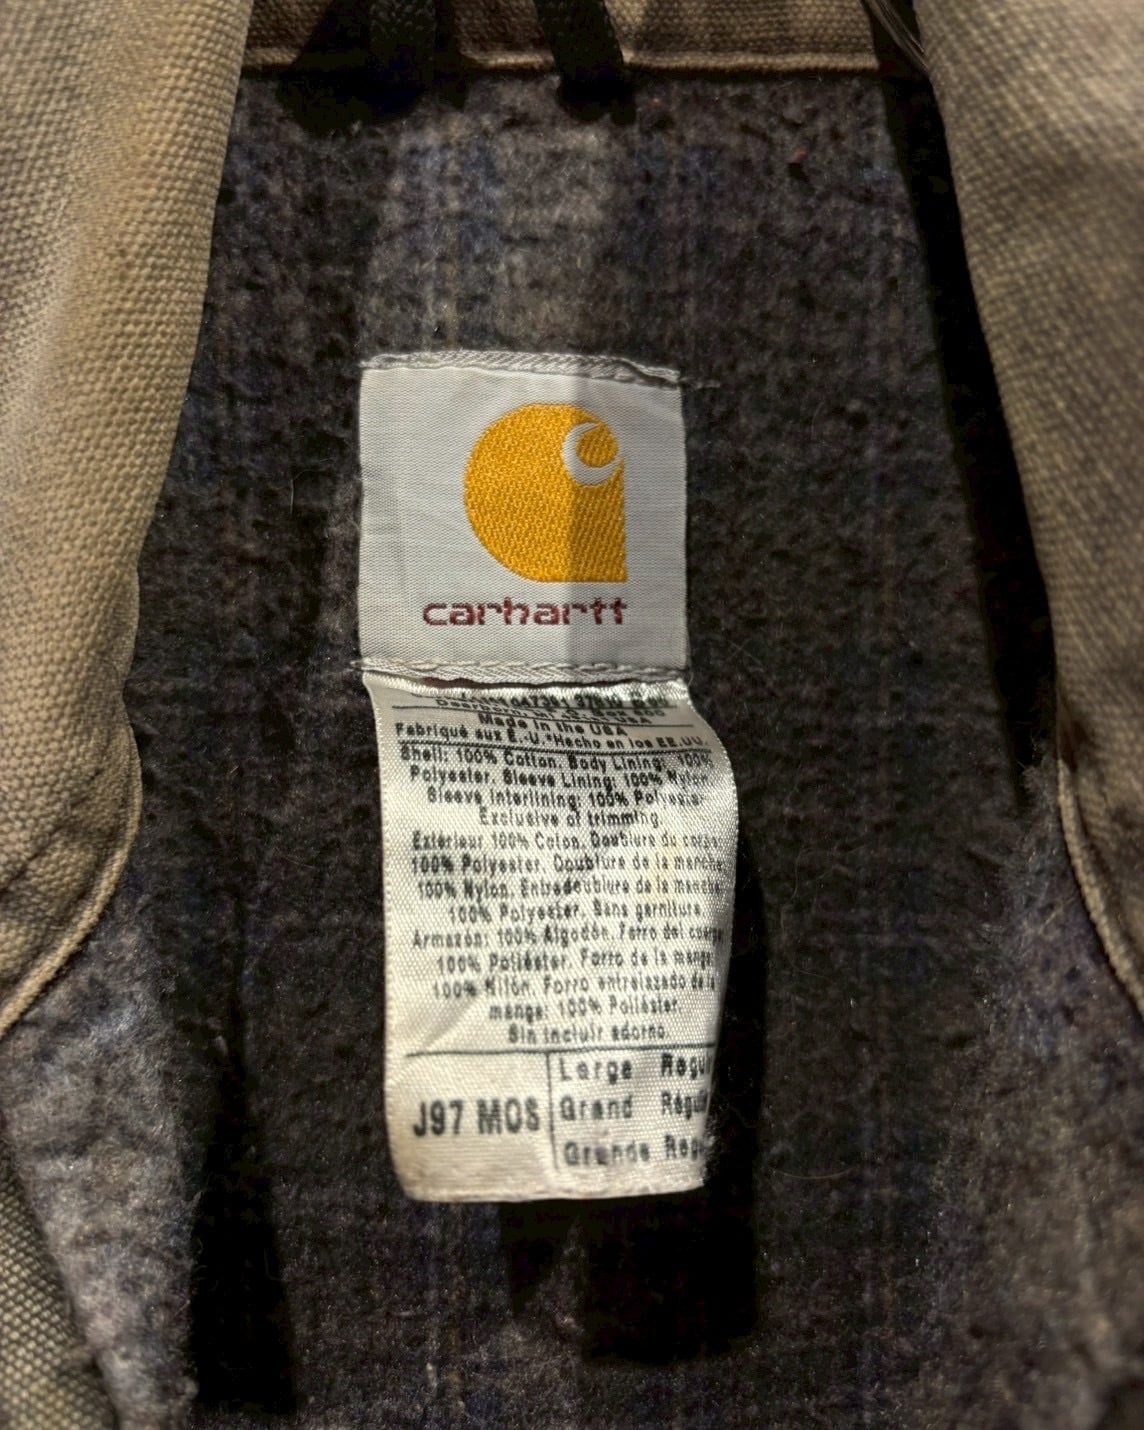 carhartt
Made in the USA
Fabriqué aux É.-U.*Hecho en los EE.UU.
Shell: 100% Cotton. Body Lining: 100%
Polyester. Sleeve Lining: 100% Nylon
Sleeve Interlining: 100% Polyester
Exclusive of trimming.
Extérieur 100% Coton. Doublure du corps:
100% Polyester. Doublure de la manche:
100% Nylon. Entredoublure de la manche:
100% Polyester. Sans garniture.
Armazón: 100% Algodón. Forro del cuerpo
100% Poliéster. Forro de la manga:
100% Nilón. Forro entrelazado de la
manga: 100% Poliéster.
Sin incluir adorno.
J97 MOS
Large Regu
Grand Régu
Grande Reg